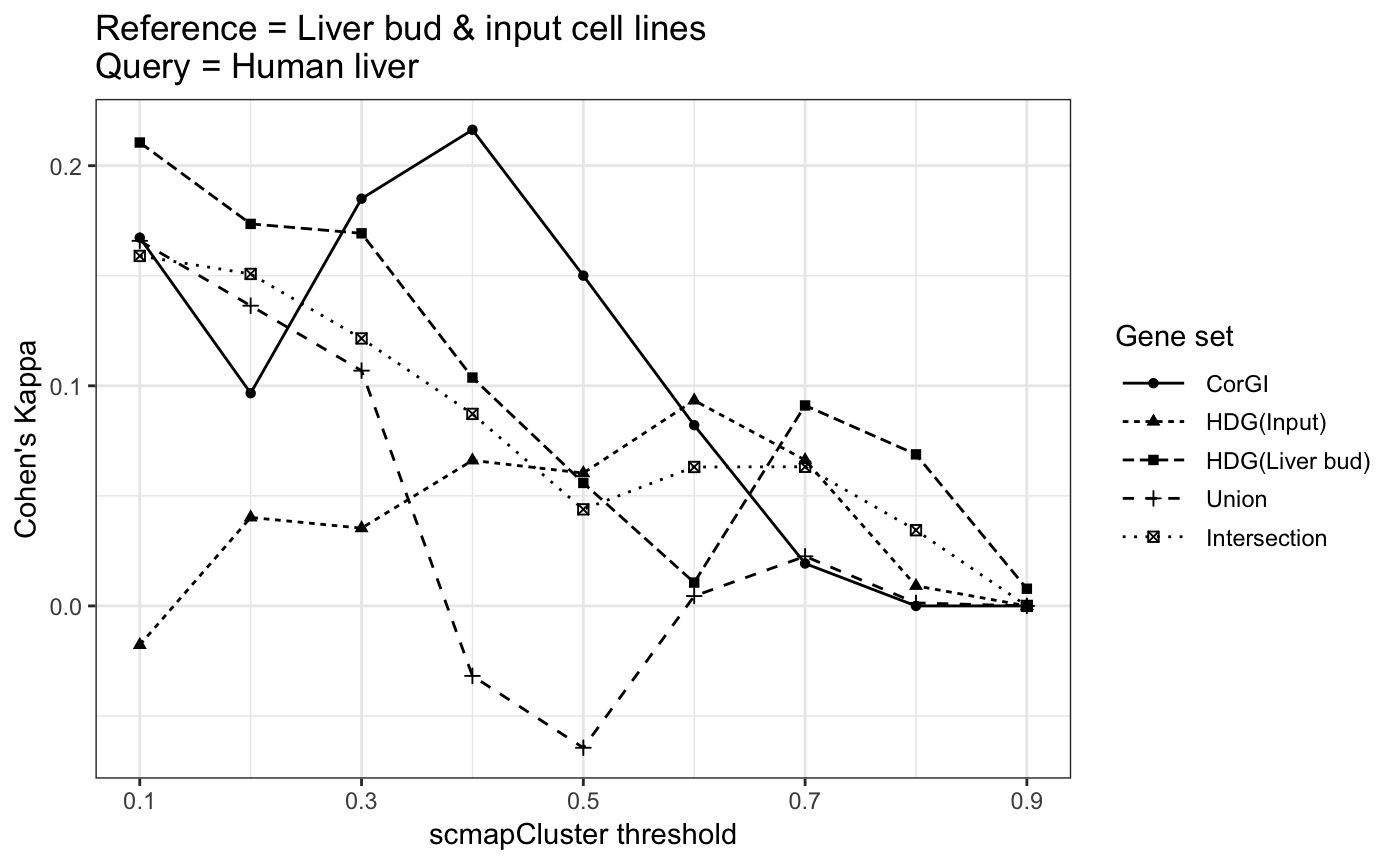 Reference = Liver bud & input cell lines
Query = Human liver
Cohen's Kappa
0.2
0.1
0.0
0.1
0.3
0.5
0.7
0.9
scmapCluster threshold
Gene set
CorGI
HDG(Input)
HDG(Liver bud)
Union
Intersection